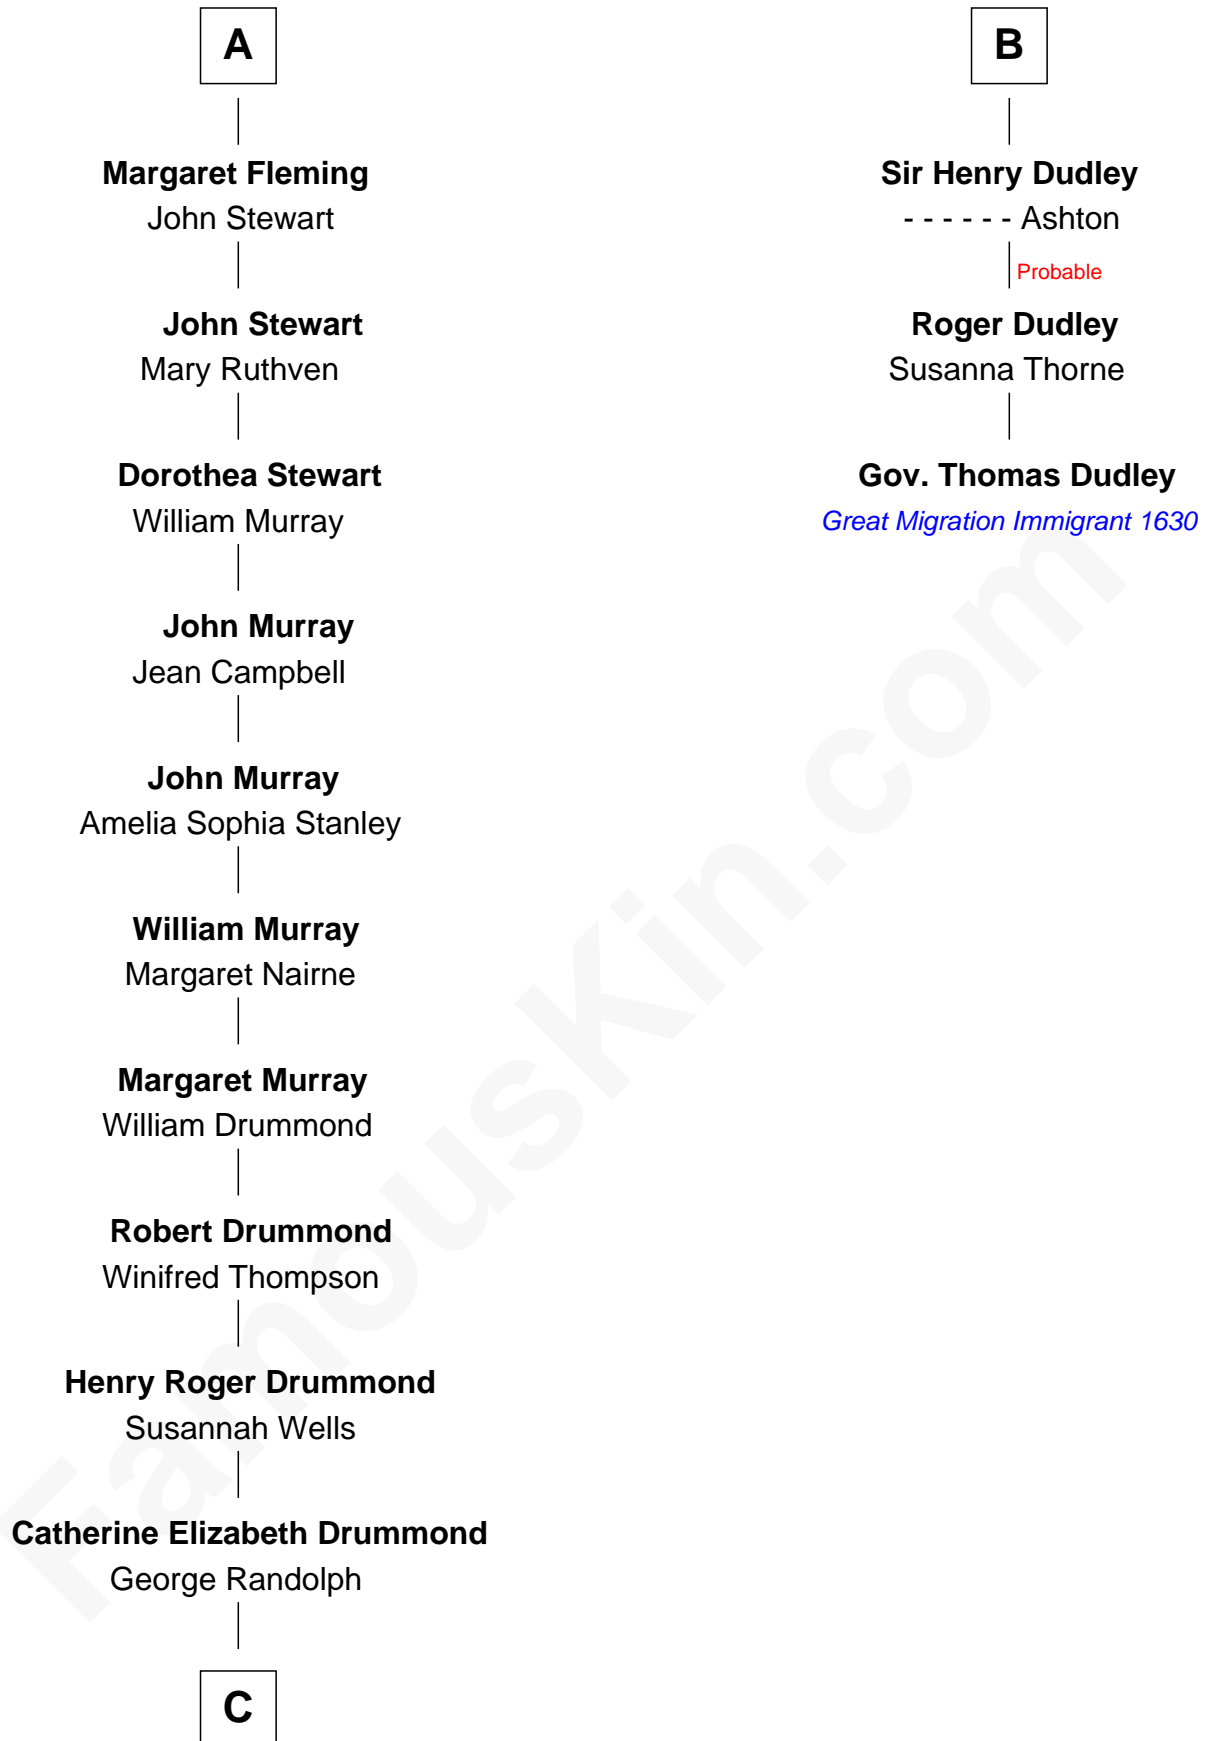 A
Margaret Fleming
John Stewart
John Stewart
Mary Ruthven
Dorothea Stewart
William Murray
John Murray
Jean Campbell
John Murray
Amelia Sophia Stanley
William Murray
Margaret Nairne
Margaret Murray
William Drummond
Robert Drummond
Winifred Thompson
Henry Roger Drummond
Susannah Wells
Catherine Elizabeth Drummond
George Randolph
C
B
Sir Henry Dudley
- - - - - - Ashton
Probable
Roger Dudley
Susanna Thorne
Gov. Thomas Dudley
Great Migration Immigrant 1630
FamousKin.com